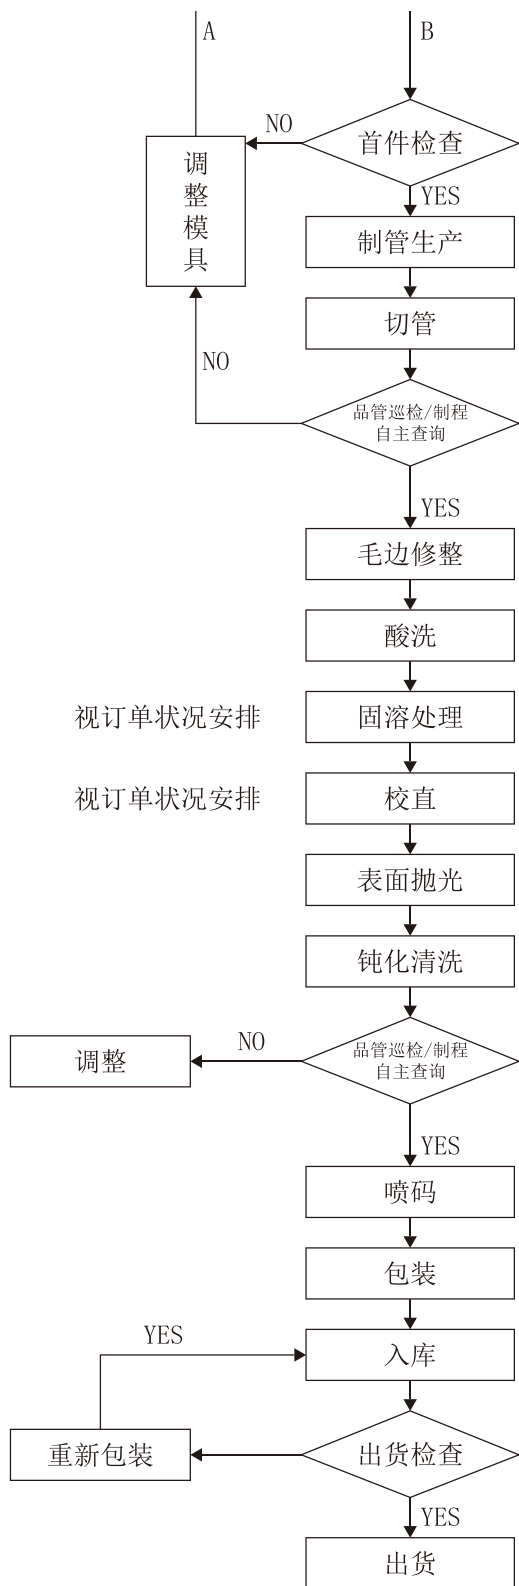 A
B
首件检查
NO
调整模具
YES
制管生产
切管
NO
品管巡检/制程
自主查询
YES
毛边修整
酸洗
视订单状况安排
固溶处理
视订单状况安排
校直
表面抛光
钝化清洗
品管巡检/制程
自主查询
NO
调整
YES
喷码
包装
YES
入库
重新包装
出货检查
YES
出货